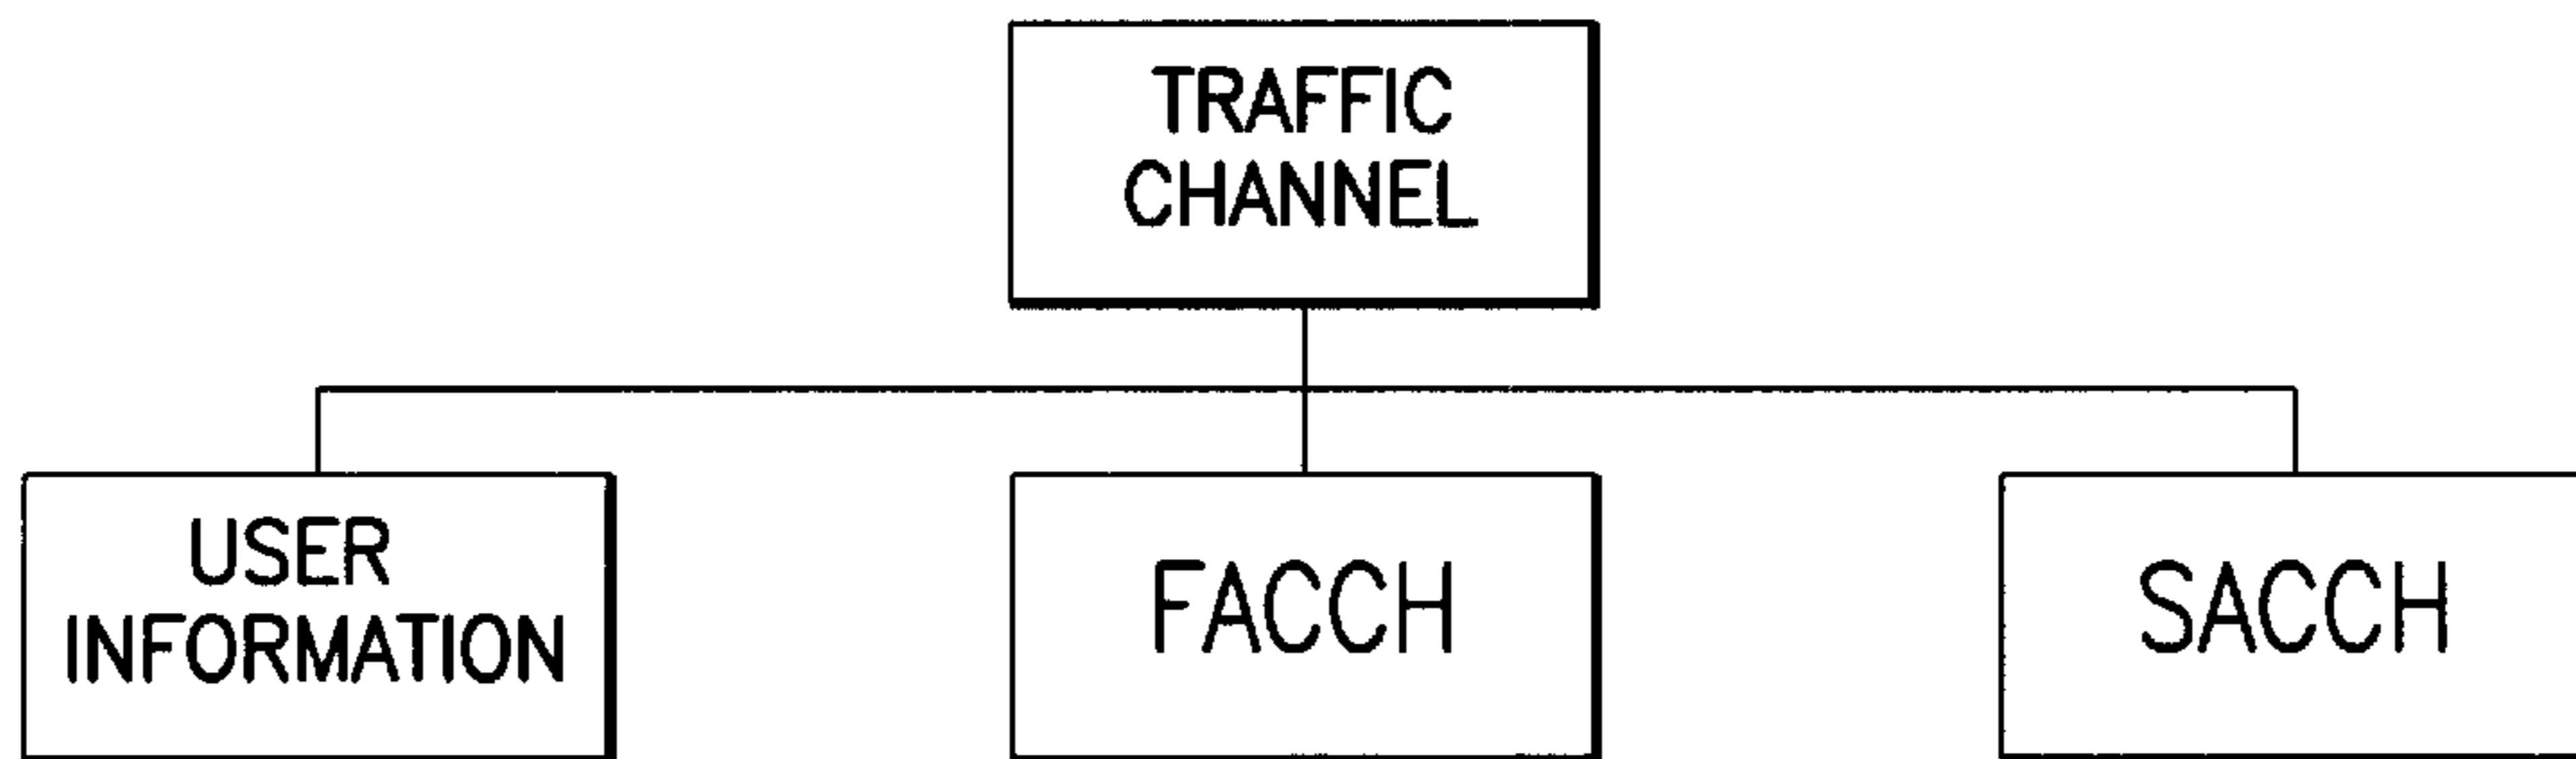 TRAFFIC
CHANNEL
USER
INFORMATION
FACCH
SACCH